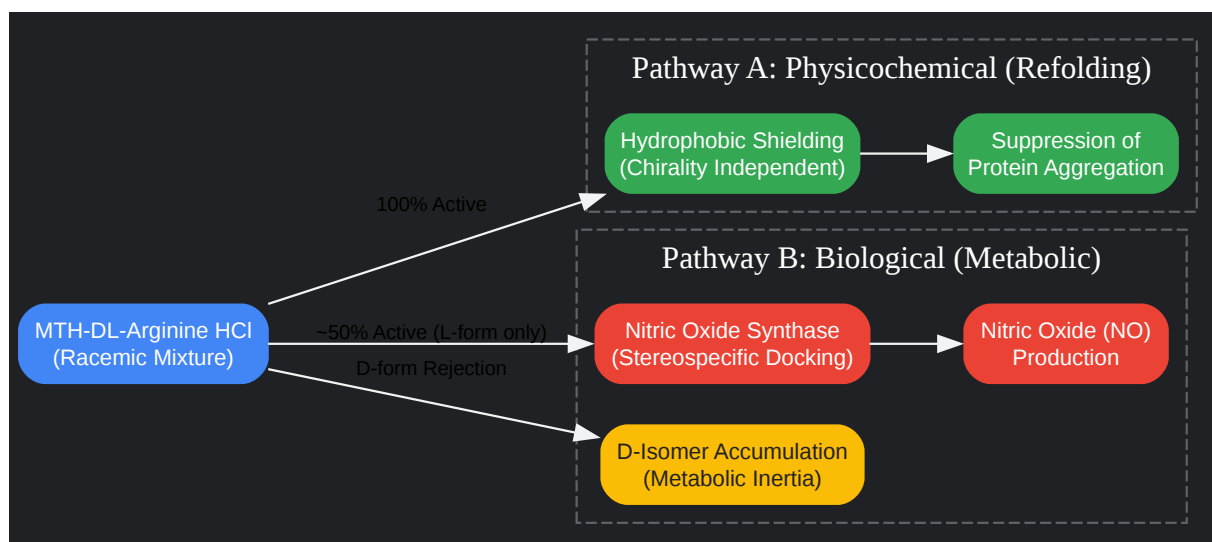 Pathway A: Physicochemical (Refolding)
Hydrophobic Shielding
(Chirality Independent)
Suppression of
Protein Aggregation
100% Active
Pathway B: Biological (Metabolic)
MTH-DL-Arginine HCl
(Racemic Mixture)
~50% Active (L-form only)
D-form Rejection
Nitric Oxide Synthase
(Stereospecific Docking)
Nitric Oxide (NO)
Production
D-Isomer Accumulation
(Metabolic Inertia)